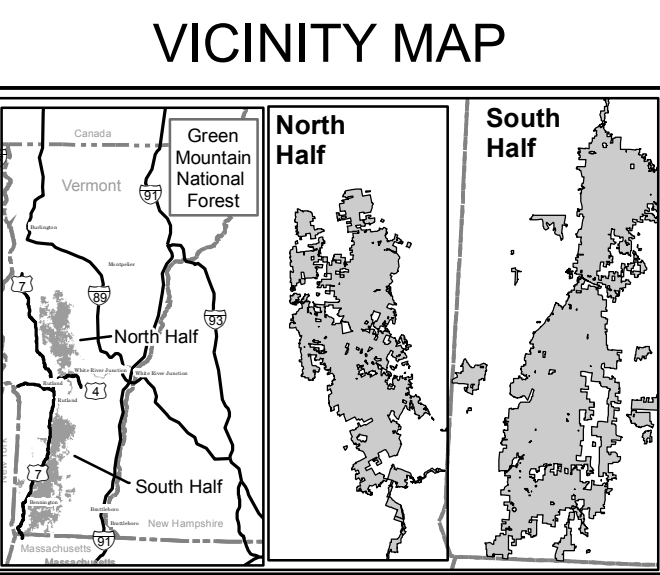 VICINITY MAP
Canada
Green
Mountain
National
Forest
Vermont
91
Burlington
Montpelier
7
89
93
North Half
White River Junction
White River Junction
Rutland
4
Rutland
New York
7
South Half
Bennington
Brattleboro
Brattleboro
New Hampshire
91
Massachusetts
Massachusetts
North
Half
South
Half